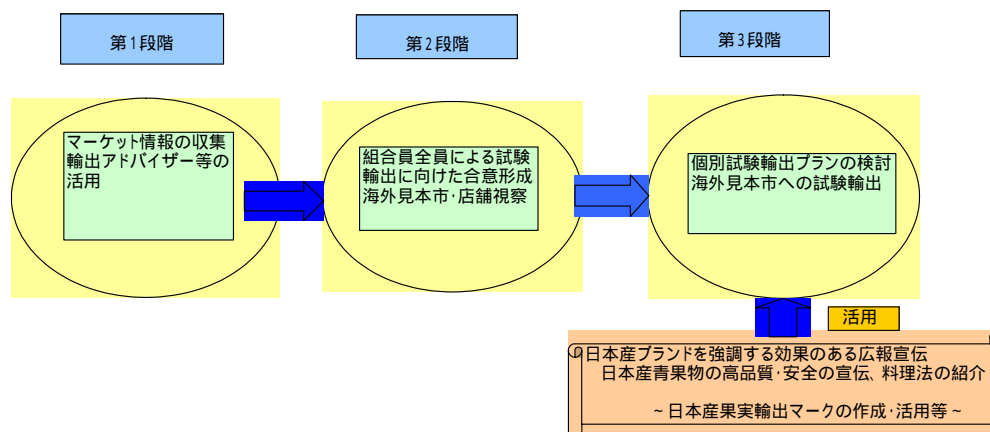 第1段階
第2段階
第3段階
マーケット情報の収集
輸出アドバイザー等の
活用
組合員全員による試験
輸出に向けた合意形成
海外見本市･店舗視察
個別試験輸出プランの検討
海外見本市への試験輸出
活用
日本産ブランドを強調する効果のある広報宣伝
日本産青果物の高品質･安全の宣伝、料理法の紹介
~日本産果実輸出マークの作成･活用等~